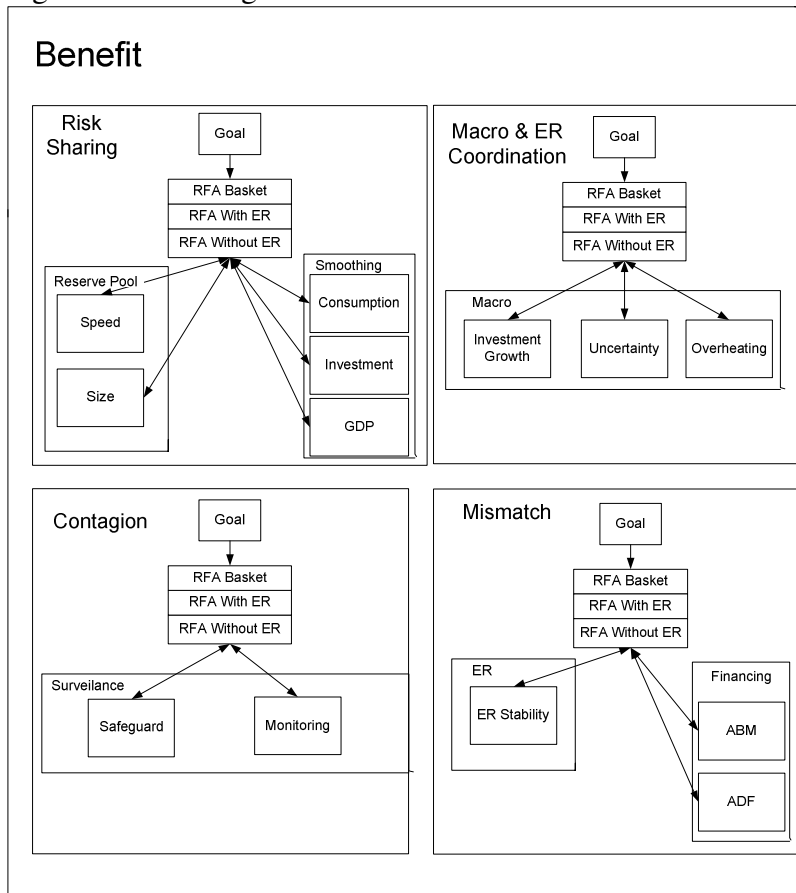 Benefit
Risk
Sharing
Goal
RFA Basket
RFA With ER
RFA Without ER
Reserve Pool
Speed
Size
Smoothing
Consumption
Investment
GDP
Macro & ER
Coordination
Goal
RFA Basket
RFA With ER
RFA Without ER
Macro
Investment
Growth
Uncertainty
Overheating
Contagion
Goal
RFA Basket
RFA With ER
RFA Without ER
Surveilance
Safeguard
Monitoring
Mismatch
Goal
RFA Basket
RFA With ER
RFA Without ER
ER
ER Stability
Financing
ABM
ADF